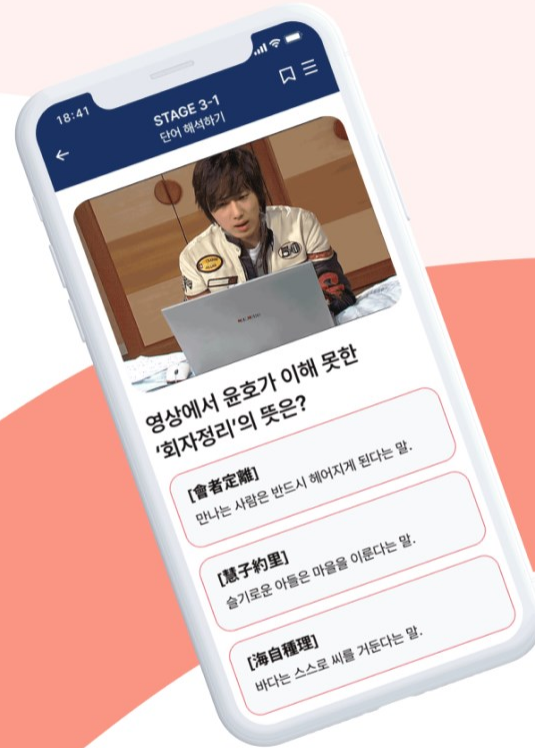 18:41
STAGE 3-1
단어 해석하기
영상에서 윤호가 이해 못한
‘회자정리’의 뜻은?
[會者定離]
만나는 사람은 반드시 헤어지게 된다는 말.
[慧子約里]
슬기로운 아들은 마을을 이룬다는 말.
[海自種理]
바다는 스스로 씨를 거둔다는 말.